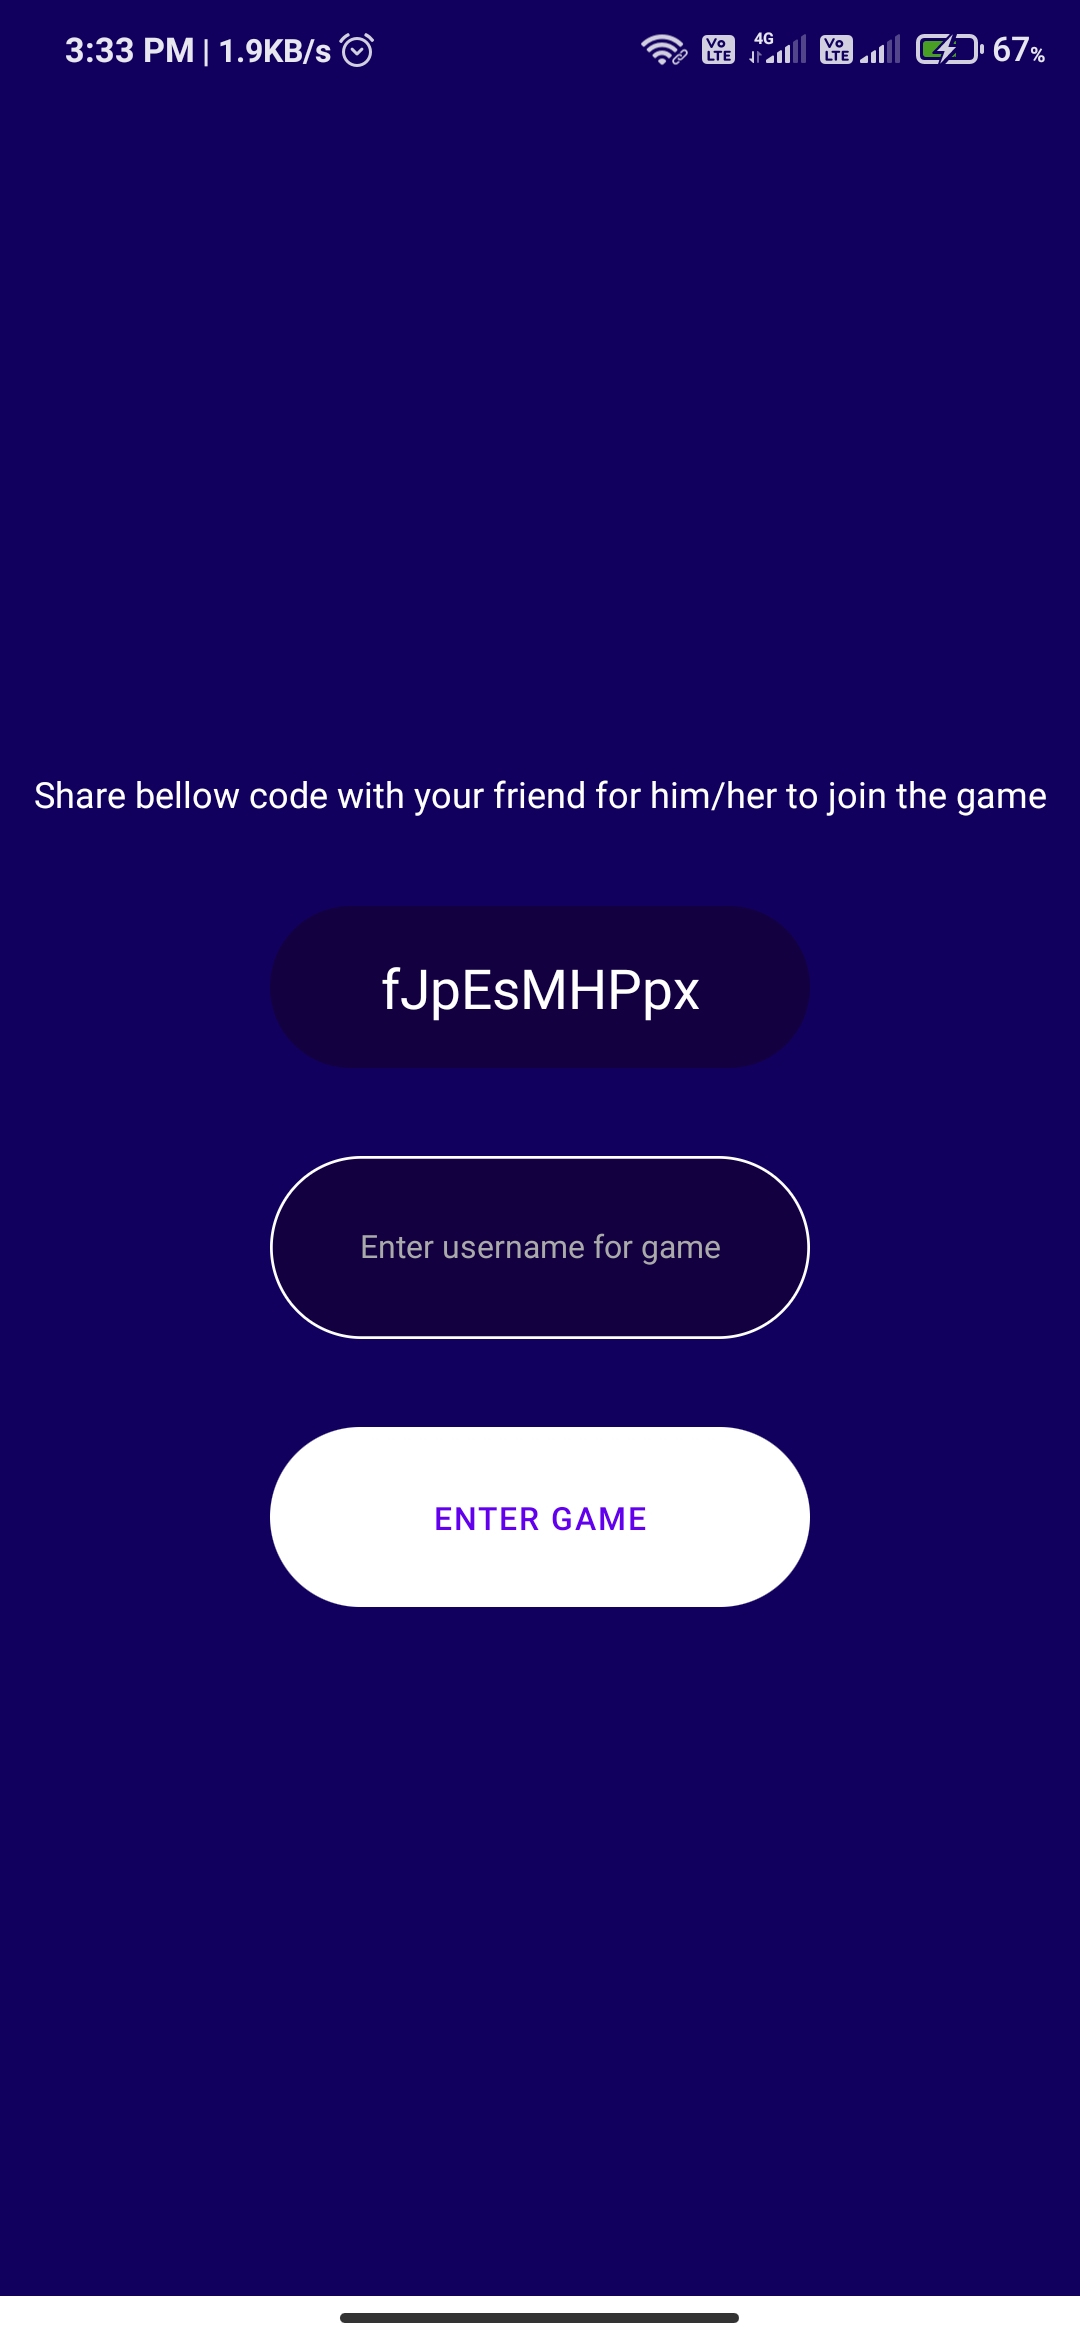 3:33 PM | 1.9KB/s
Vo LTE 4G Vo LTE 67%
Share bellow code with your friend for him/her to join the game
fJpEsMHPpx
Enter username for game
ENTER GAME